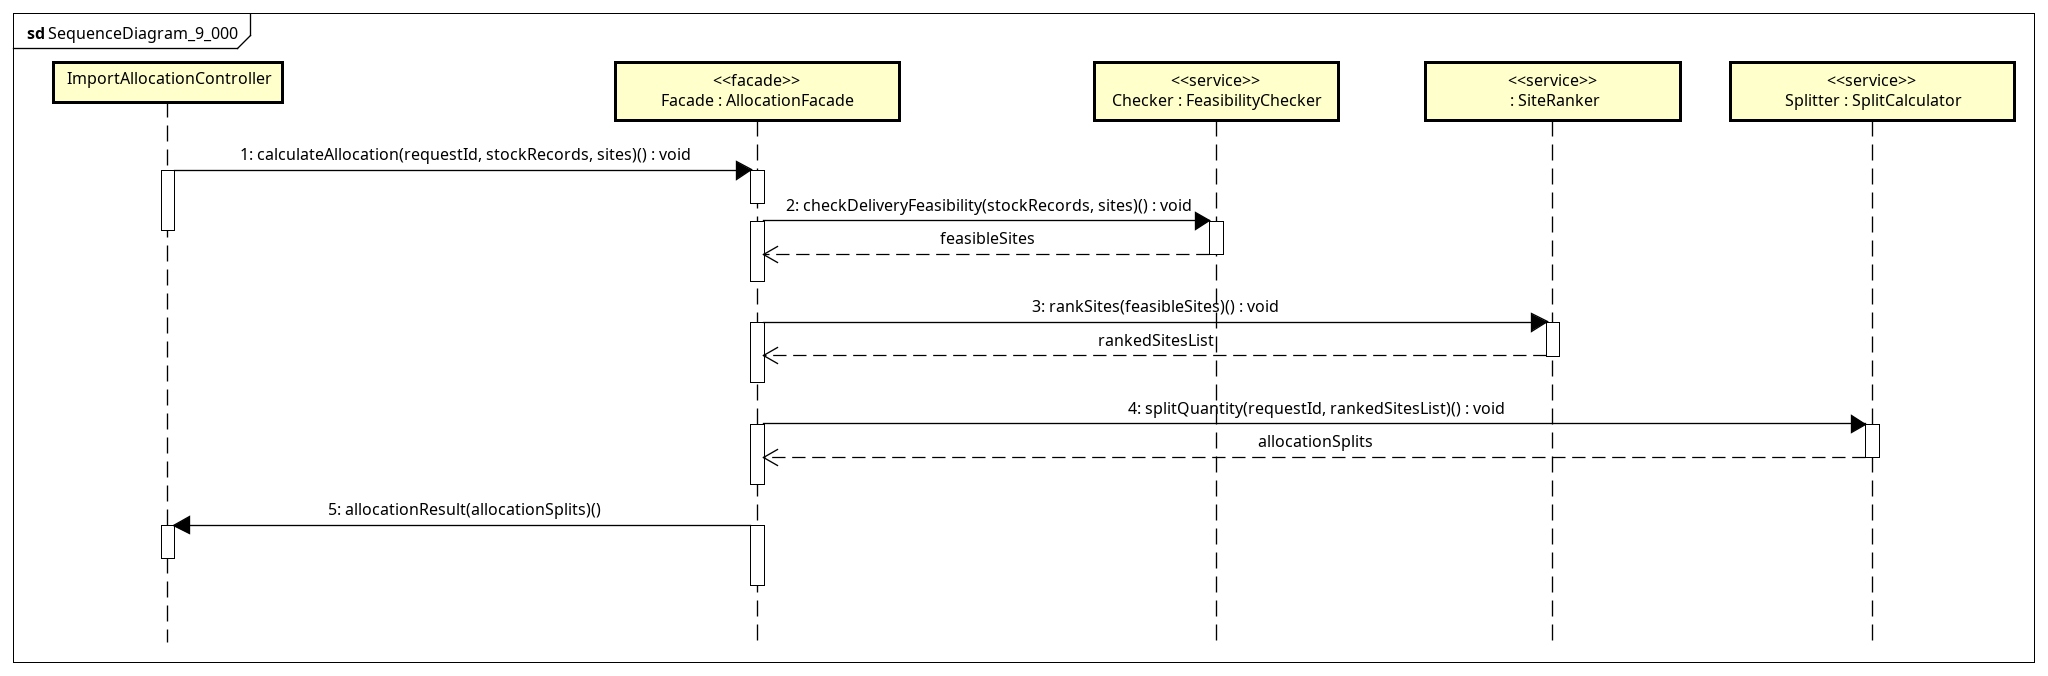 sd SequenceDiagram_9_000
ImportAllocationController
<<facade>>
Facade : AllocationFacade
<<service>>
Checker : FeasibilityChecker
<<service>>
: SiteRanker
<<service>>
Splitter : SplitCalculator
1: calculateAllocation(requestId, stockRecords, sites)() : void
2: checkDeliveryFeasibility(stockRecords, sites)() : void
feasibleSites
3: rankSites(feasibleSites)() : void
rankedSitesList
4: splitQuantity(requestId, rankedSitesList)() : void
allocationSplits
5: allocationResult(allocationSplits)()